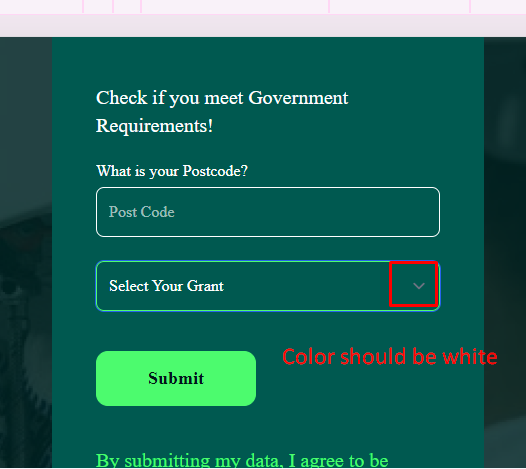 Check if you meet Government
Requirements!
What is your Postcode?
Post Code
Select Your Grant
Color should be white
Submit
By submitting my data, I agree to be